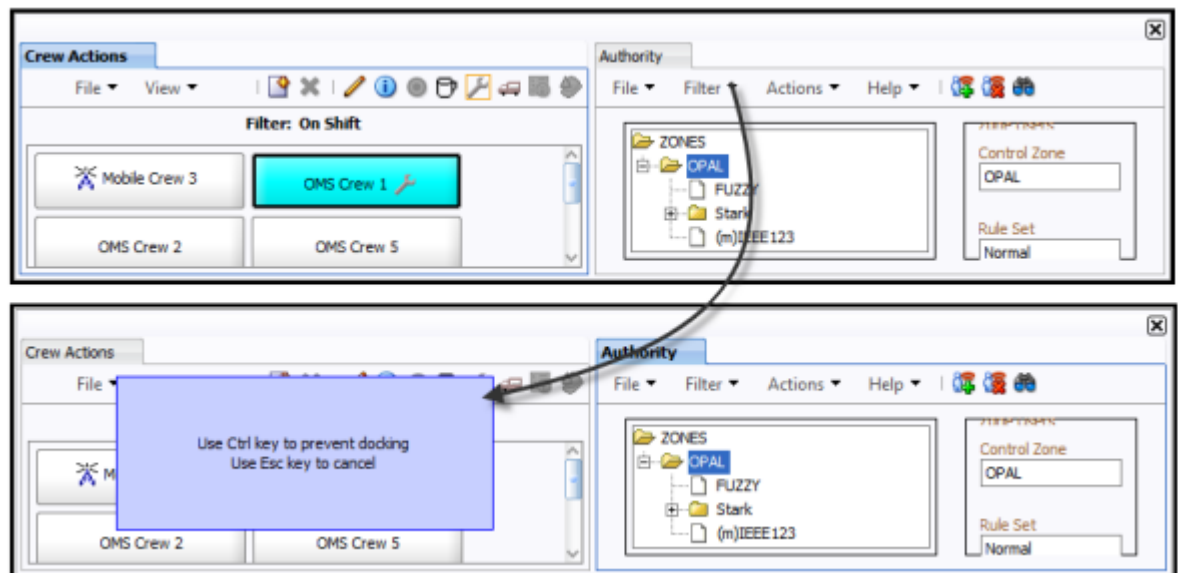 Crew Actions
File View
Filter: On Shift
Mobile Crew 3
OMS Crew 1
OMS Crew 2
OMS Crew 5
Authority
File Filter Actions Help
ZONES
OPAL
FUZZY
Stark
(m)IEEE123
Control Zone
OPAL
Rule Set
Normal
Crew Actions
File
Use Ctrl key to prevent docking
Use Esc key to cancel
OMS Crew 2
OMS Crew 5
Authority
File Filter Actions Help
ZONES
OPAL
FUZZY
Stark
(m)IEEE123
Control Zone
OPAL
Rule Set
Normal